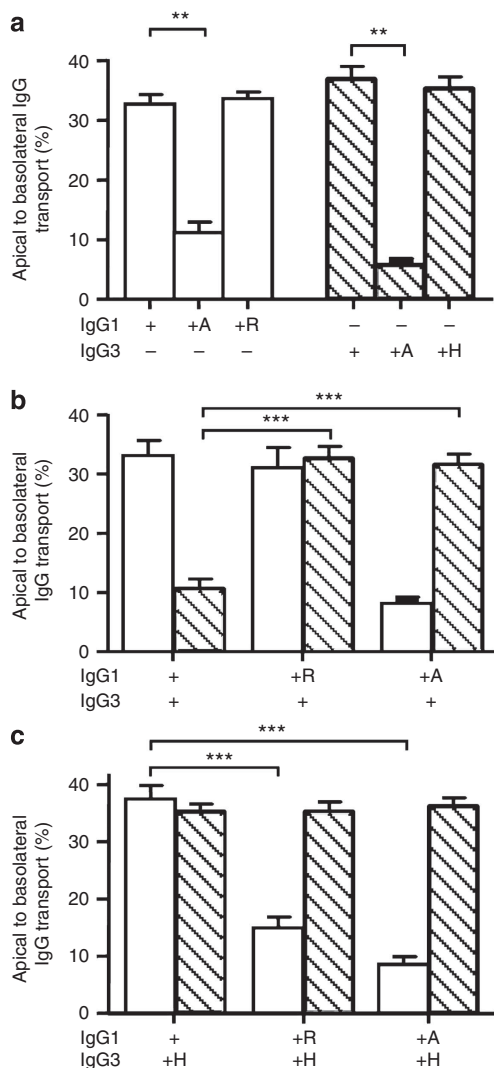 a
** **
Apical to basolateral IgG
transport (%)
40
30
20
10
0
IgG1 + +A +R – – –
IgG3 – – – + +A +H
b
***
***
Apical to basolateral
IgG transport (%)
40
30
20
10
0
IgG1 + +R +A
IgG3 + + +
c
***
***
Apical to basolateral
IgG transport (%)
40
30
20
10
0
IgG1 + +R +A
IgG3 +H +H +H